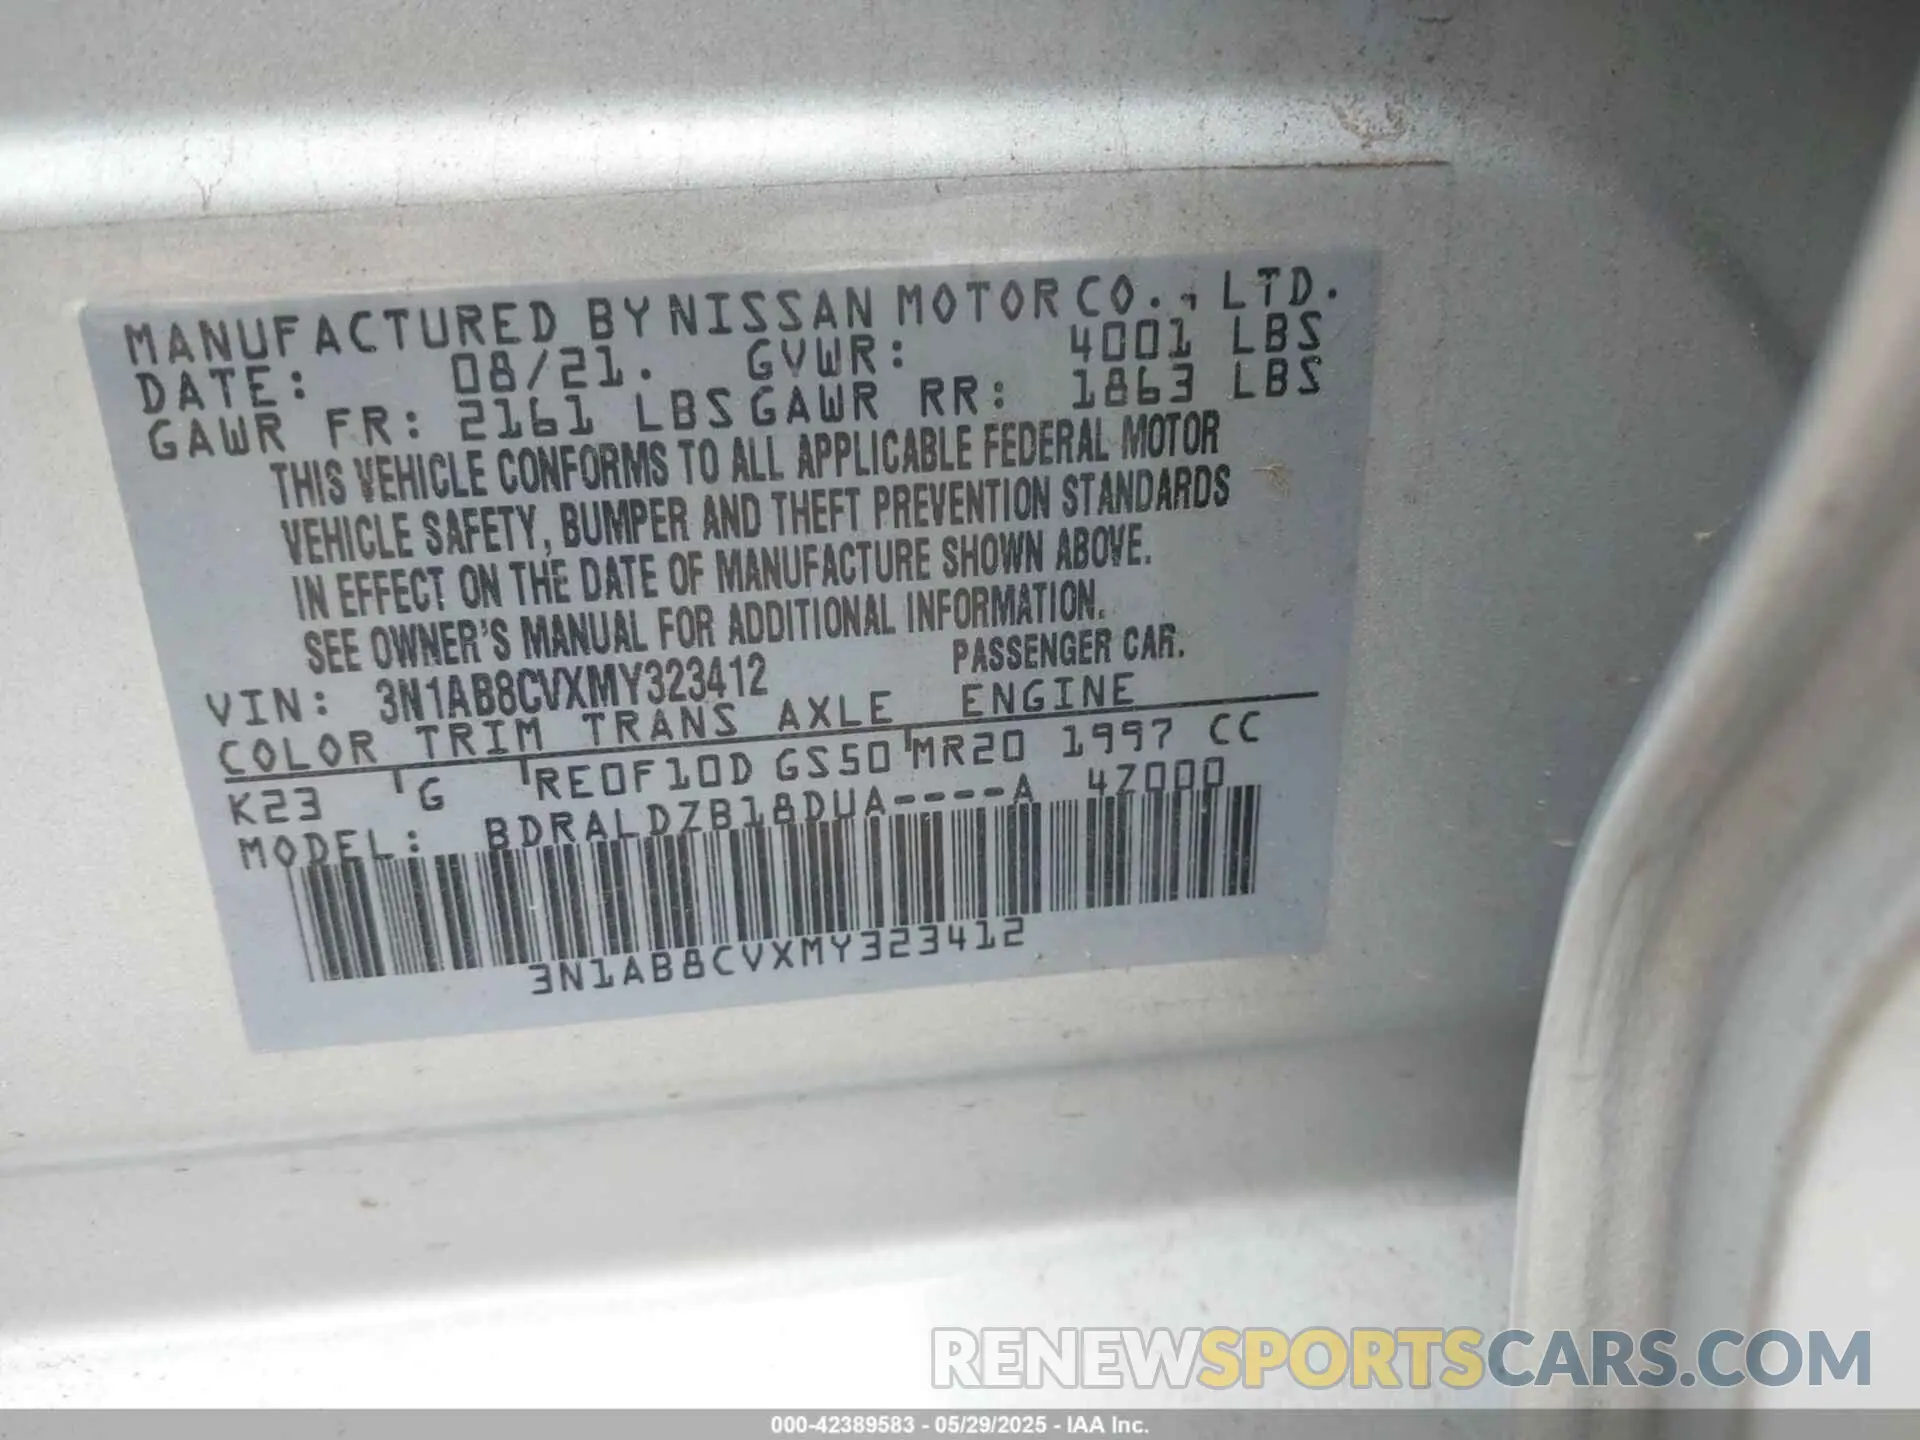 MANUFACTURED BY NISSAN MOTOR CO., LTD.
DATE: 08/21. GVWR: 4001 LBS
GAWR FR: 2161 LBS GAWR RR: 1863 LBS
THIS VEHICLE CONFORMS TO ALL APPLICABLE FEDERAL MOTOR
VEHICLE SAFETY, BUMPER AND THEFT PREVENTION STANDARDS
IN EFFECT ON THE DATE OF MANUFACTURE SHOWN ABOVE.
SEE OWNER'S MANUAL FOR ADDITIONAL INFORMATION.
VIN: 3N1AB8CVXMY323412 PASSENGER CAR.
COLOR TRIM TRANS AXLE ENGINE
K23 G RE0F10D GS50 MR20 1997 CC
MODEL: BDRALDZB18DUA----A 4Z000
3N1AB8CVXMY323412
RENEWSPORTSCARS.COM
000-42389583 - 05/29/2025 - IAA Inc.